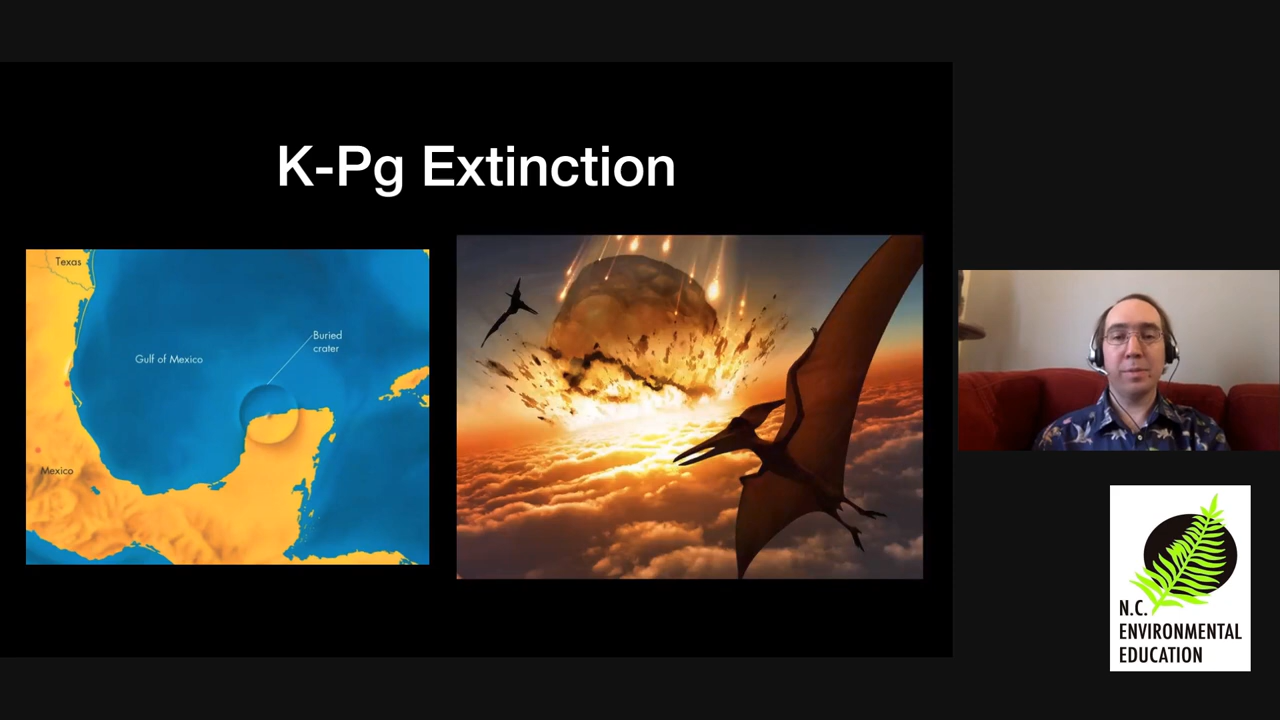 K-Pg Extinction
Texas
Buried
crater
Gulf of Mexico
Mexico
N.C.
ENVIRONMENTAL
EDUCATION